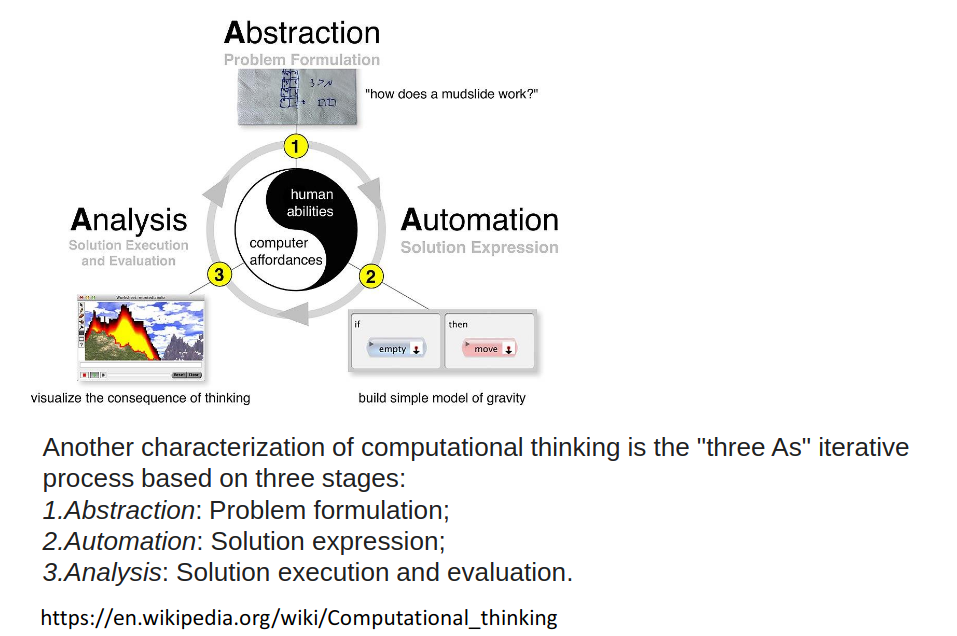 Abstraction
Problem Formulation
"how does a mudslide work?"
1
human
abilities
computer
affordances
Analysis
Solution Execution
and Evaluation
3
Automation
Solution Expression
2
if
empty
then
move
visualize the consequence of thinking
build simple model of gravity
Another characterization of computational thinking is the "three As" iterative
process based on three stages:
1.Abstraction: Problem formulation;
2.Automation: Solution expression;
3.Analysis: Solution execution and evaluation.
https://en.wikipedia.org/wiki/Computational_thinking